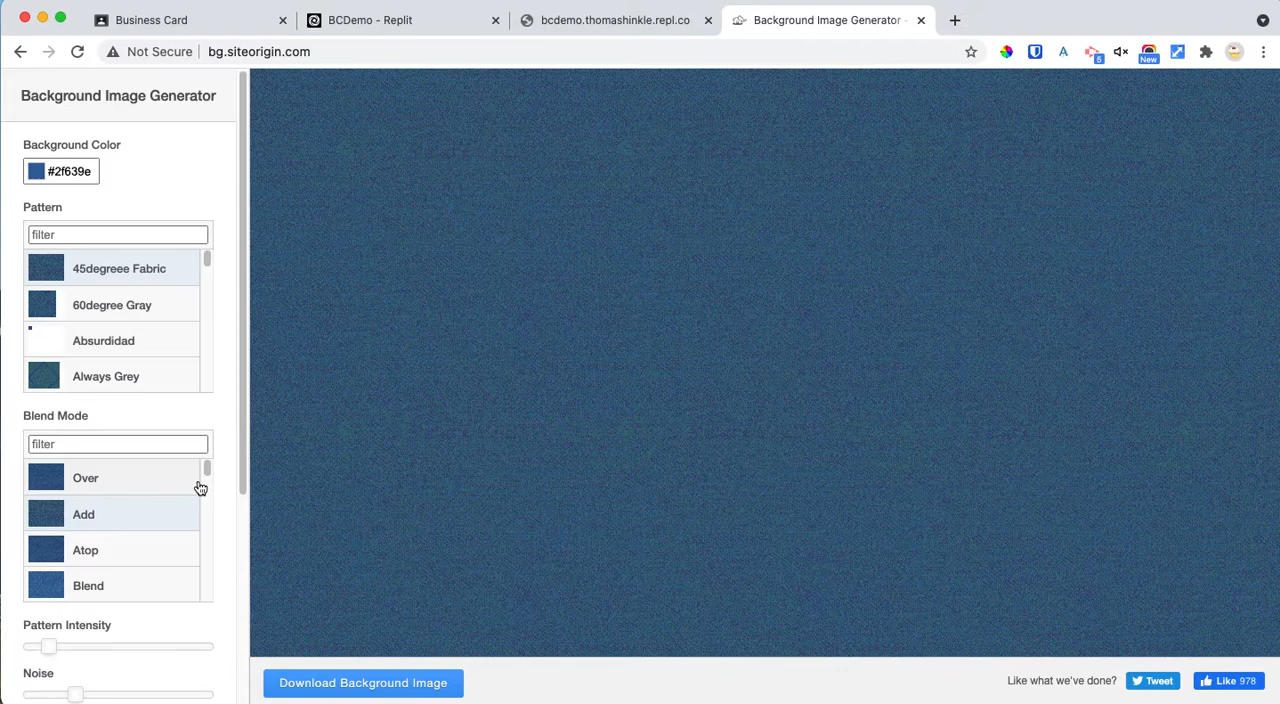 Business Card
BCDemo - Replit
bcdemo.thomashinkle.repl.co
Background Image Generator -
Not Secure
bg.siteorigin.com
5
New
Background Image Generator
Background Color
#2f639e
Pattern
filter
45degreee Fabric
60degree Gray
Absurdidad
Always Grey
Blend Mode
filter
Over
Add
Atop
Blend
Pattern Intensity
Noise
Download Background Image
Like what we've done?
Tweet
Like 978